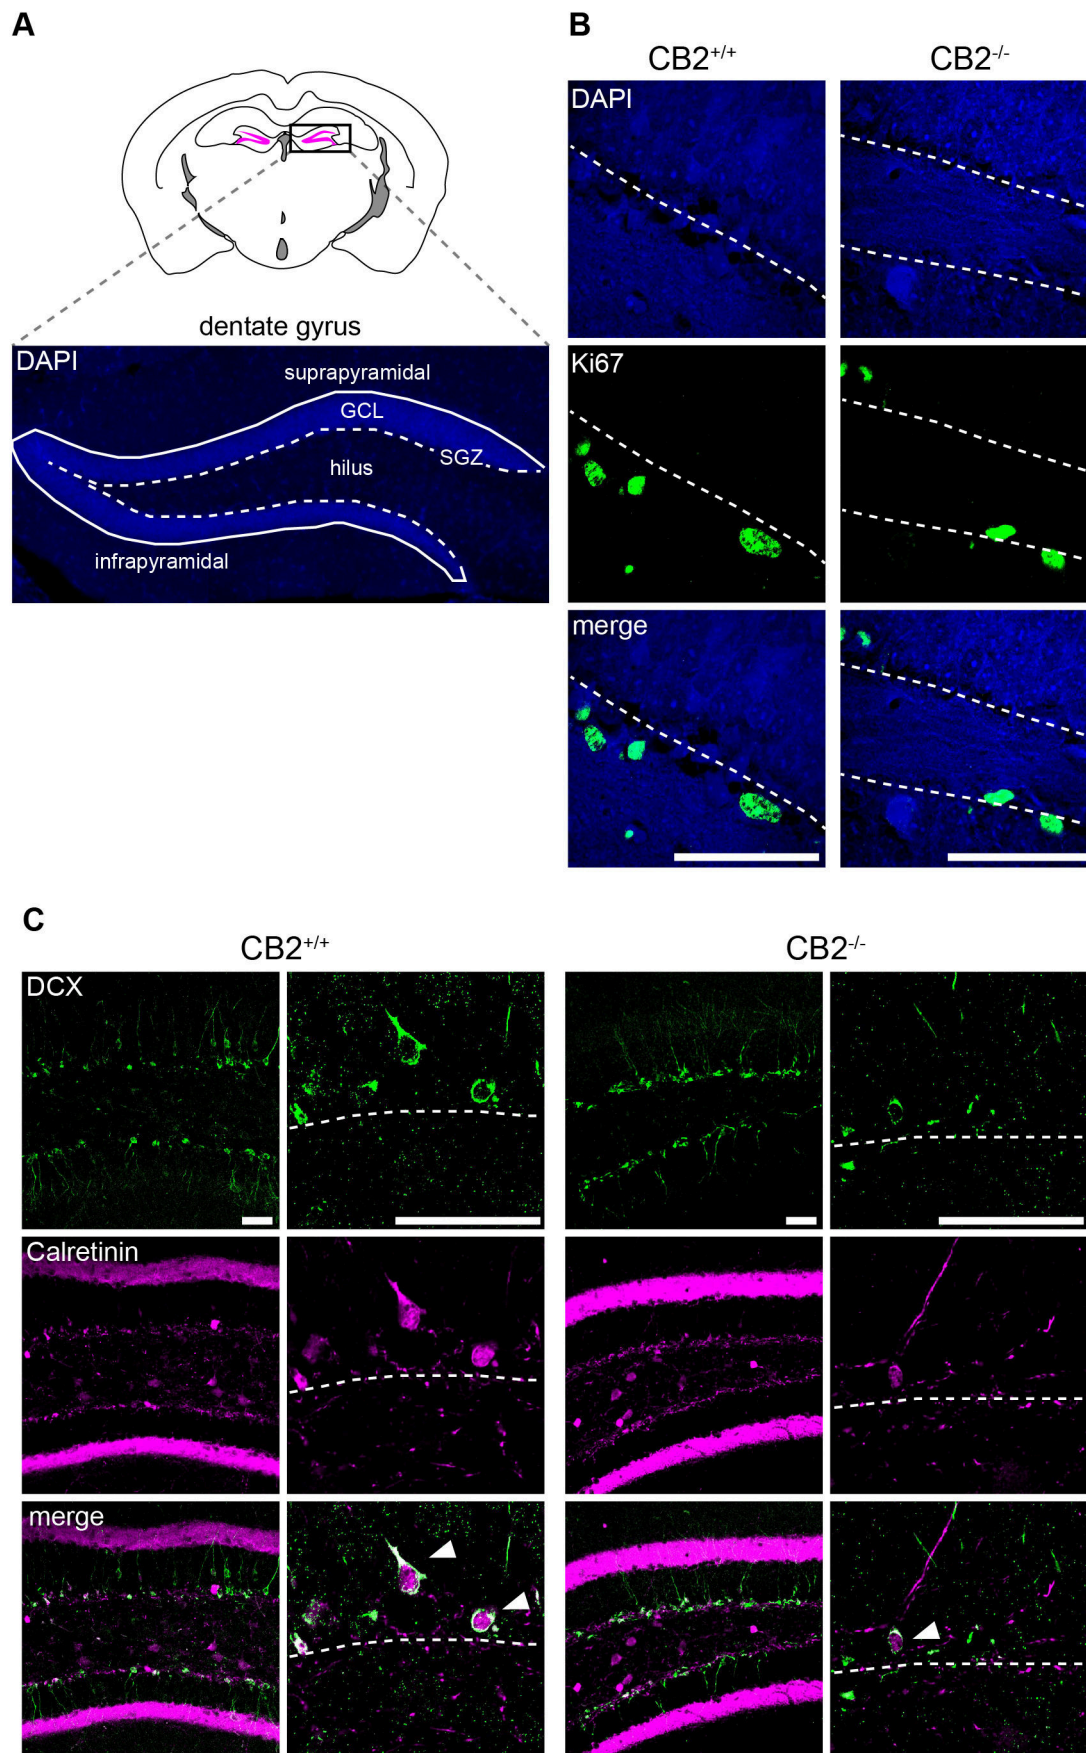 A
dentate gyrus
DAPI
suprapyramidal
GCL
SGZ
hilus
infrapyramidal
B
CB2+/+
CB2-/-
DAPI
Ki67
merge
C
CB2+/+
CB2-/-
DCX
Calretinin
merge